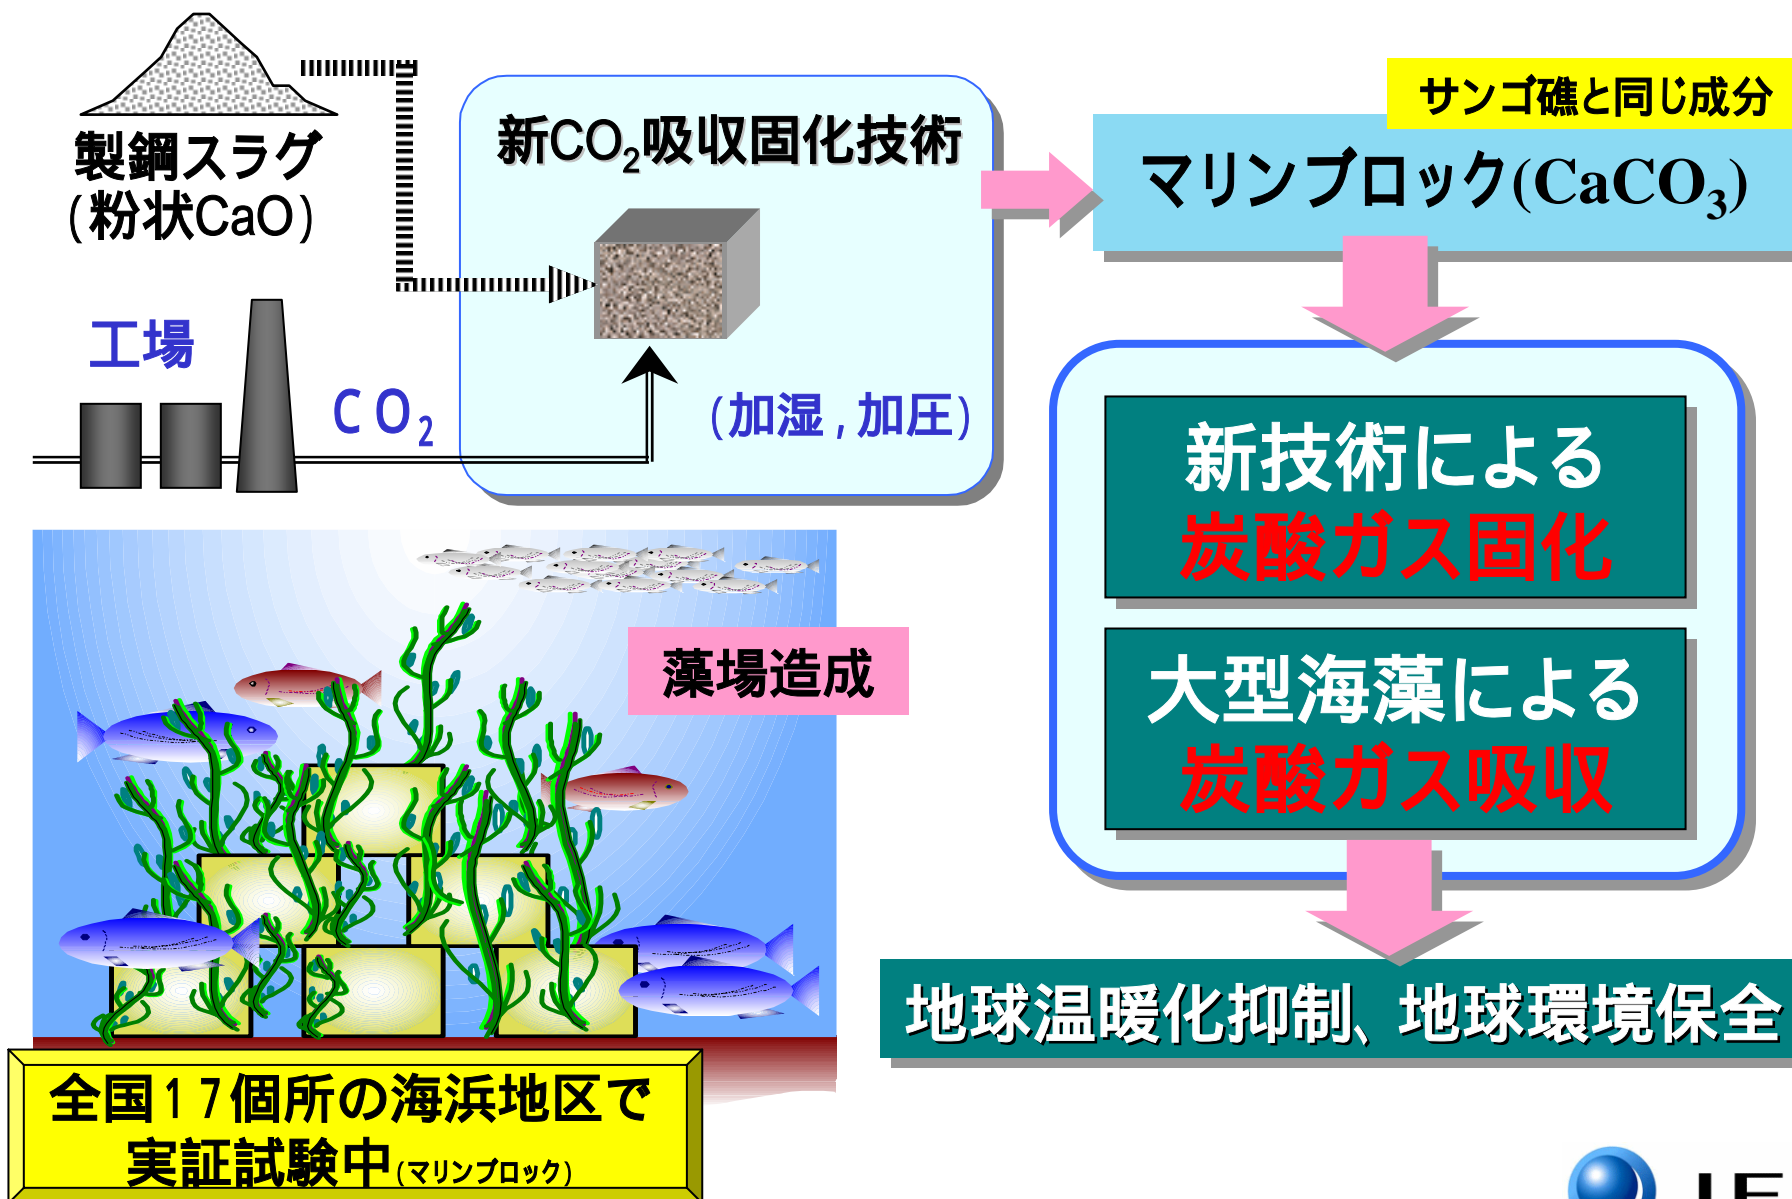 製鋼スラグ
(粉状CaO)
新CO₂吸収固化技術
サンゴ礁と同じ成分
マリンブロック(CaCO₃)
工場
CO₂
(加湿,加圧)
新技術による
炭酸ガス固化
大型海藻による
炭酸ガス吸収
藻場造成
地球温暖化抑制、地球環境保全
全国17個所の海浜地区で
実証試験中(マリンブロック)